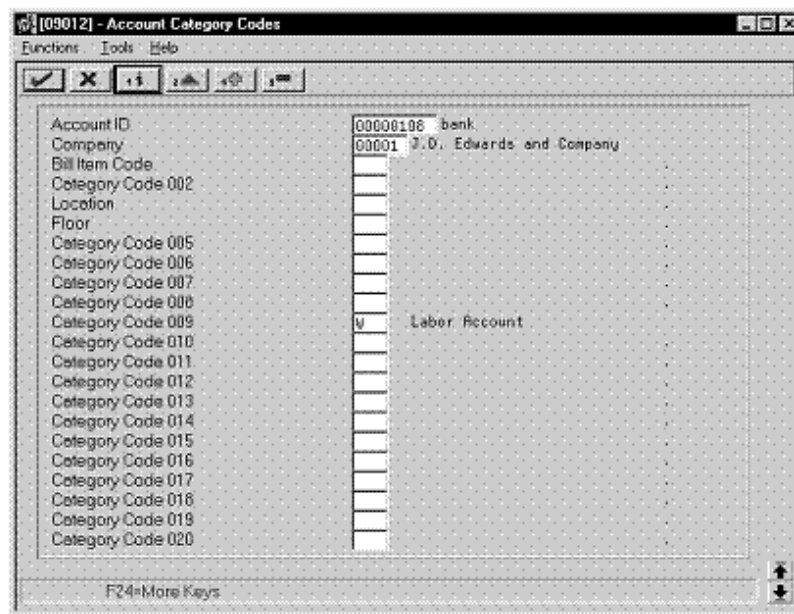 [09012] - Account Category Codes
Functions Tools Help
Account ID 00000108 bank
Company 00001 J.D. Edwards and Company
Bill Item Code .
Category Code 002 .
Location .
Floor .
Category Code 005 .
Category Code 006 .
Category Code 007 .
Category Code 008 .
Category Code 009 W Labor Account
Category Code 010 .
Category Code 011 .
Category Code 012 .
Category Code 013 .
Category Code 014 .
Category Code 015 .
Category Code 016 .
Category Code 017 .
Category Code 018 .
Category Code 019 .
Category Code 020 .
F24=More Keys